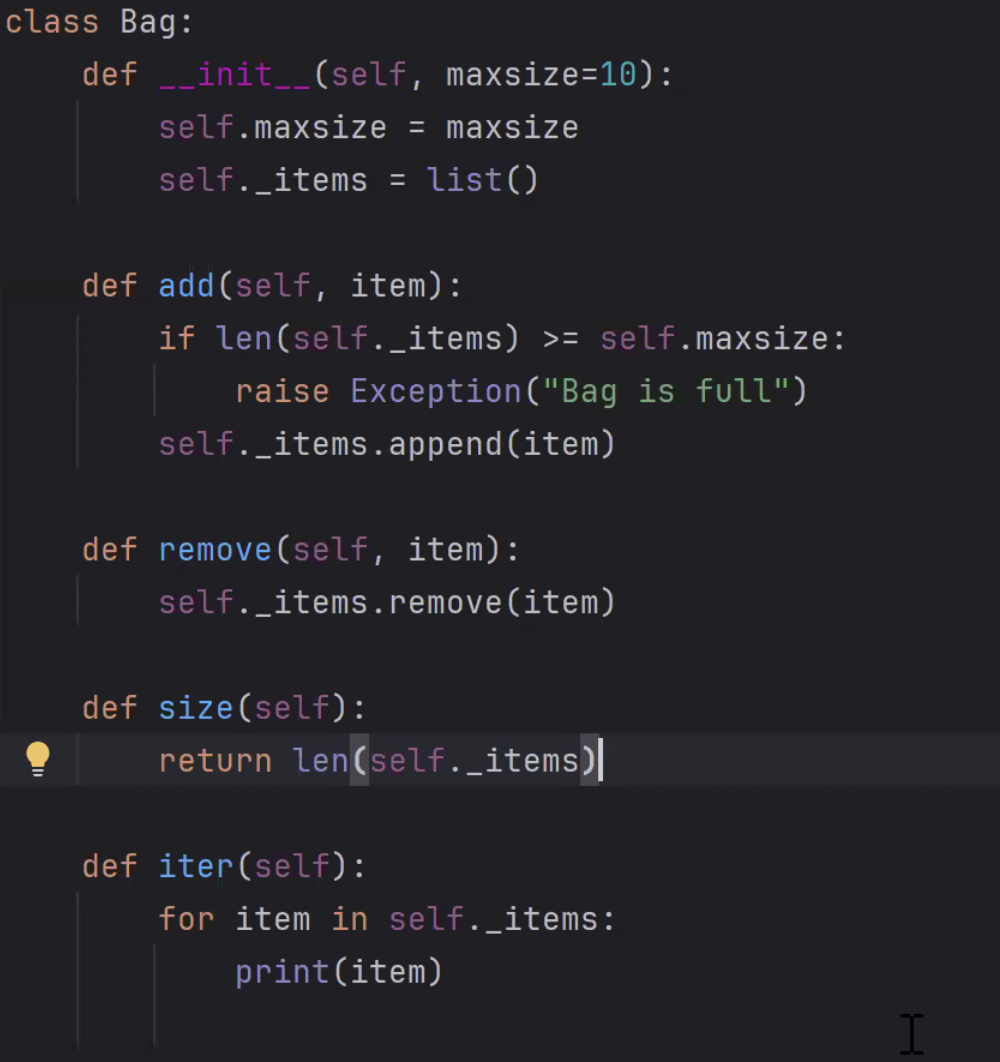 class Bag:
    def __init__(self, maxsize=10):
        self.maxsize = maxsize
        self._items = list()

    def add(self, item):
        if len(self._items) >= self.maxsize:
            raise Exception("Bag is full")
        self._items.append(item)

    def remove(self, item):
        self._items.remove(item)

    def size(self):
        return len(self._items)

    def iter(self):
        for item in self._items:
            print(item)